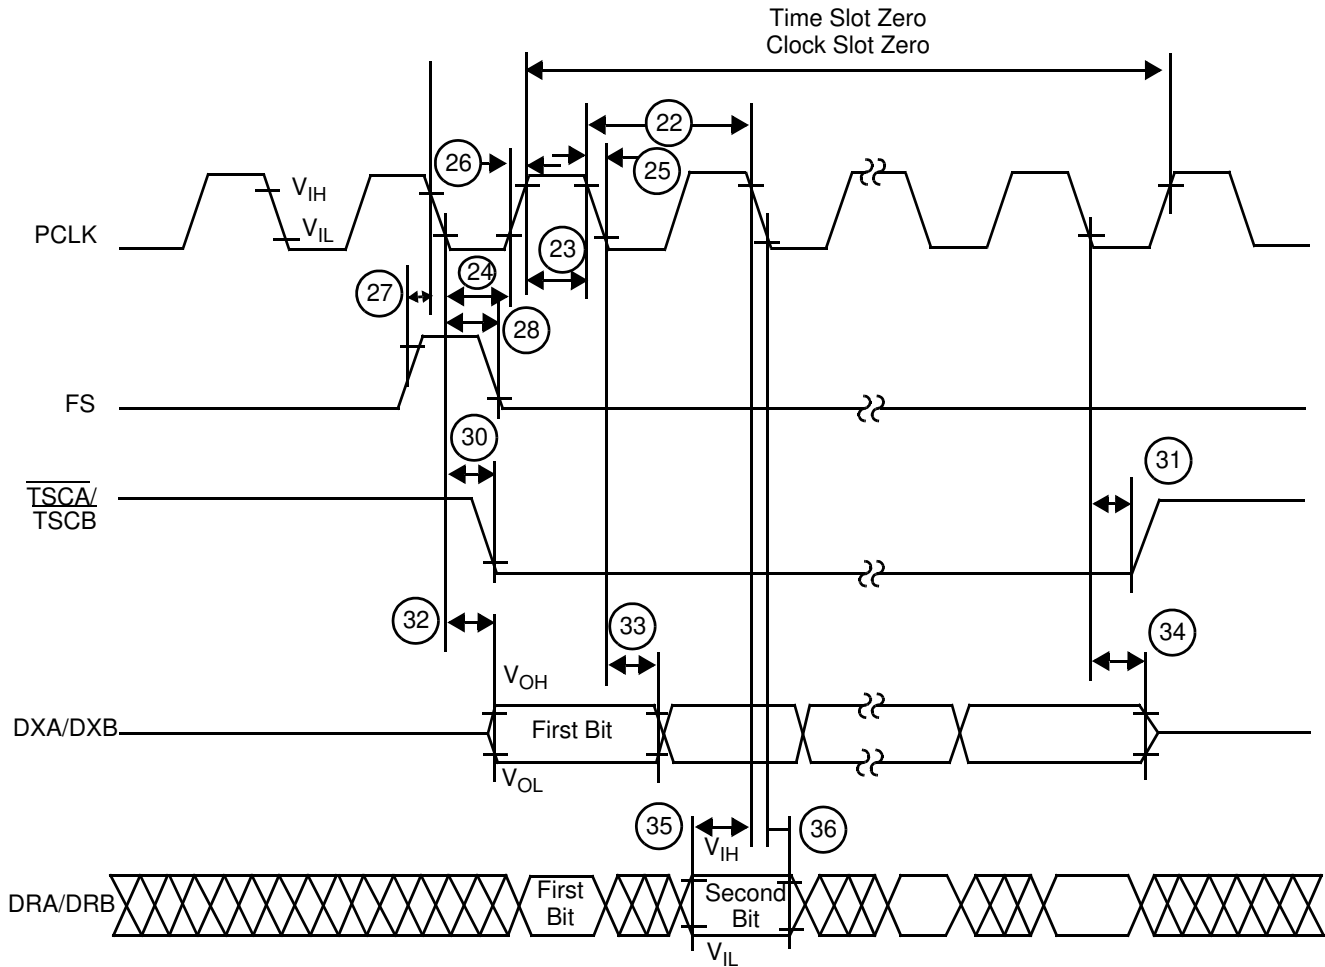 Time Slot Zero
Clock Slot Zero
22
26
25
VIH
VIL
PCLK
23
24
27
28
FS
30
31
TSCA/
TSCB
32
33
34
VOH
DXA/DXB
First Bit
VOL
35
36
VIH
DRA/DRB
First
Bit
Second
Bit
VIL